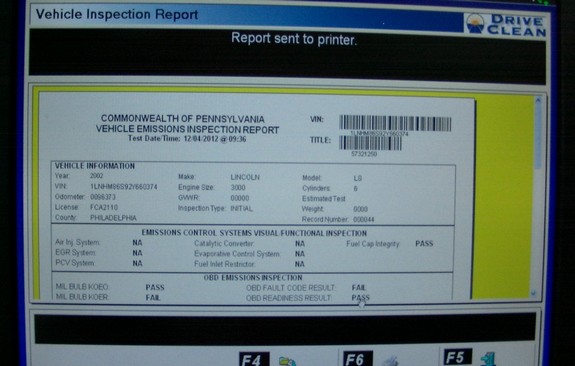 Vehicle Inspection Report
DRIVE CLEAN
Report sent to printer.
COMMONWEALTH OF PENNSYLVANIA
VEHICLE EMISSIONS INSPECTION REPORT
Test Date/Time: 12/04/2012 @ 09:36
VIN:
1LNHM86S92Y660374
TITLE:
57321250
VEHICLE INFORMATION
Year: 2002 Make: LINCOLN Model: LS
VIN: 1LNHM86S92Y660374 Engine Size: 3000 Cylinders: 6
Odometer: 0086373 GVWR: 00000 Estimated Test
License FCA2110 Inspection Type: INITIAL Weight: 0000
County: PHILADELPHIA Record Number: 000044
EMISSIONS CONTROL SYSTEMS VISUAL FUNCTIONAL INSPECTION
Air Inj. System: NA Catalytic Converter: NA Fuel Cap Integrity PASS
EGR System: NA Evaporative Control System: NA
PCV System: NA Fuel Inlet Restrictor: NA
OBD EMISSIONS INSPECTION
MIL BULB KOEO: PASS OBD FAULT CODE RESULT: FAIL
MIL BULB KOER: FAIL OBD READINESS RESULT: PASS
F4 F6 F5